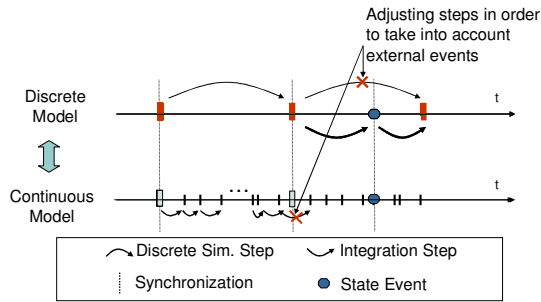 Adjusting steps in order
to take into account
external events
Discrete
Model
t
Continuous
Model
...
t
Discrete Sim. Step
Integration Step
Synchronization
State Event